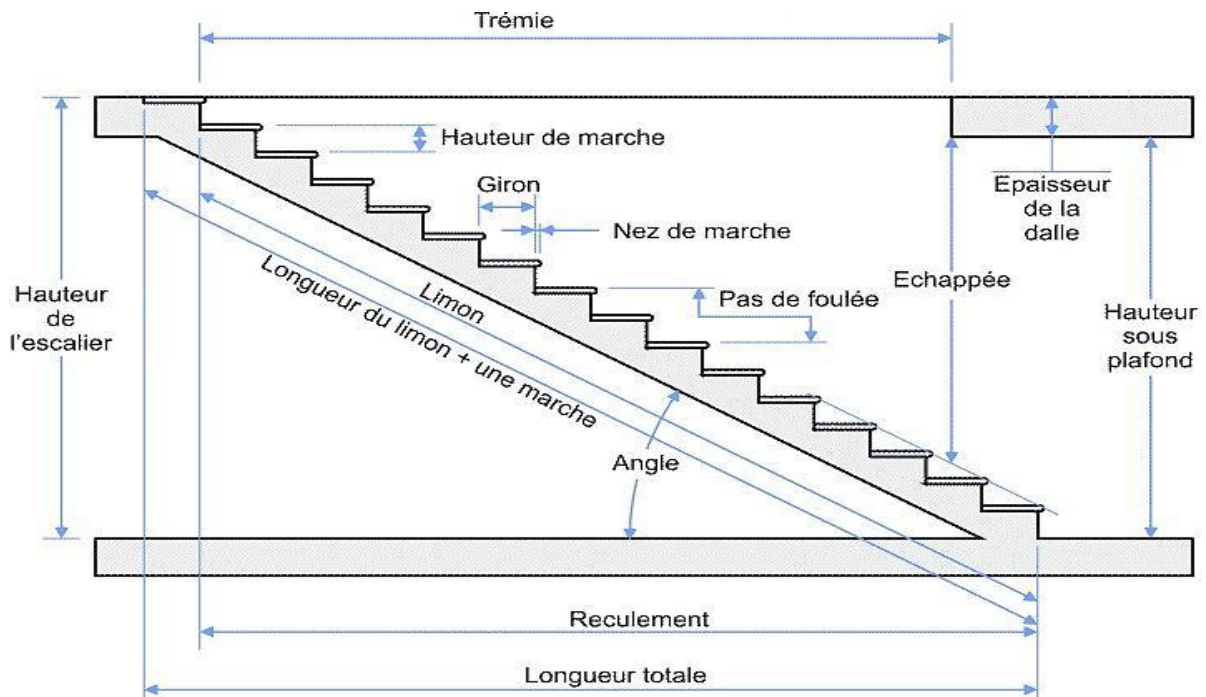 Trémie
Hauteur de marche
Giron
Nez de marche
Epaisseur
de la
dalle
Echappée
Pas de foulée
Hauteur
de
l'escalier
Hauteur
sous
plafond
Limon
Longueur du limon + une marche
Angle
Reculement
Longueur totale